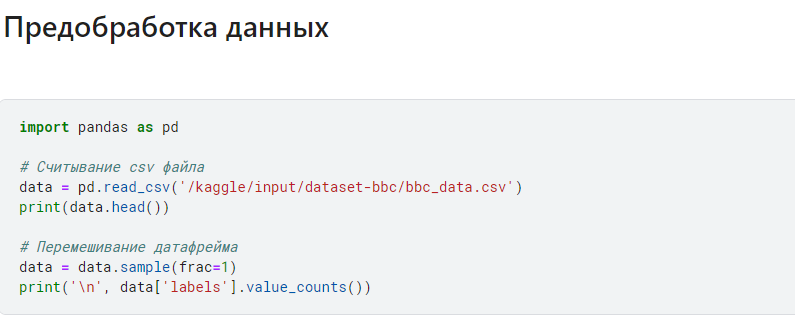 Предобработка данных
import pandas as pd
# Считывание csv файла
data = pd.read_csv('/kaggle/input/dataset-bbc/bbc_data.csv')
print(data.head())
# Перемешивание датафрейма
data = data.sample(frac=1)
print('\n', data['labels'].value_counts())